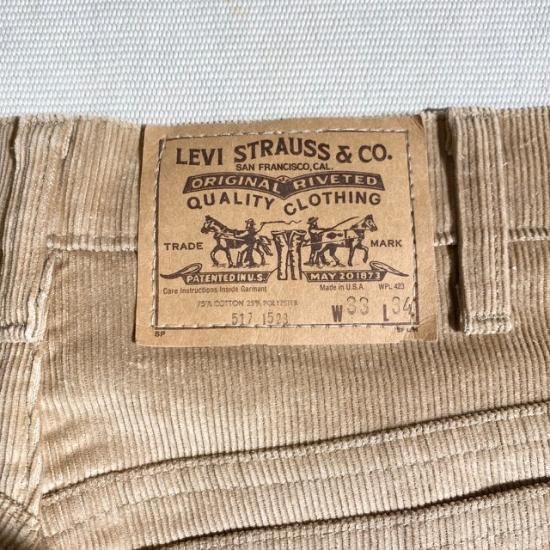 LEVI STRAUSS & CO.
SAN FRANCISCO, CAL.
ORIGINAL RIVETED
QUALITY CLOTHING
TRADE MARK
PATENTED IN U.S. MAY 20 1873
Care Instructions Inside Garment Made in U.S.A. WPL 423
75% COTTON 25% POLYESTER
517 1523 W 33 L 34
SP